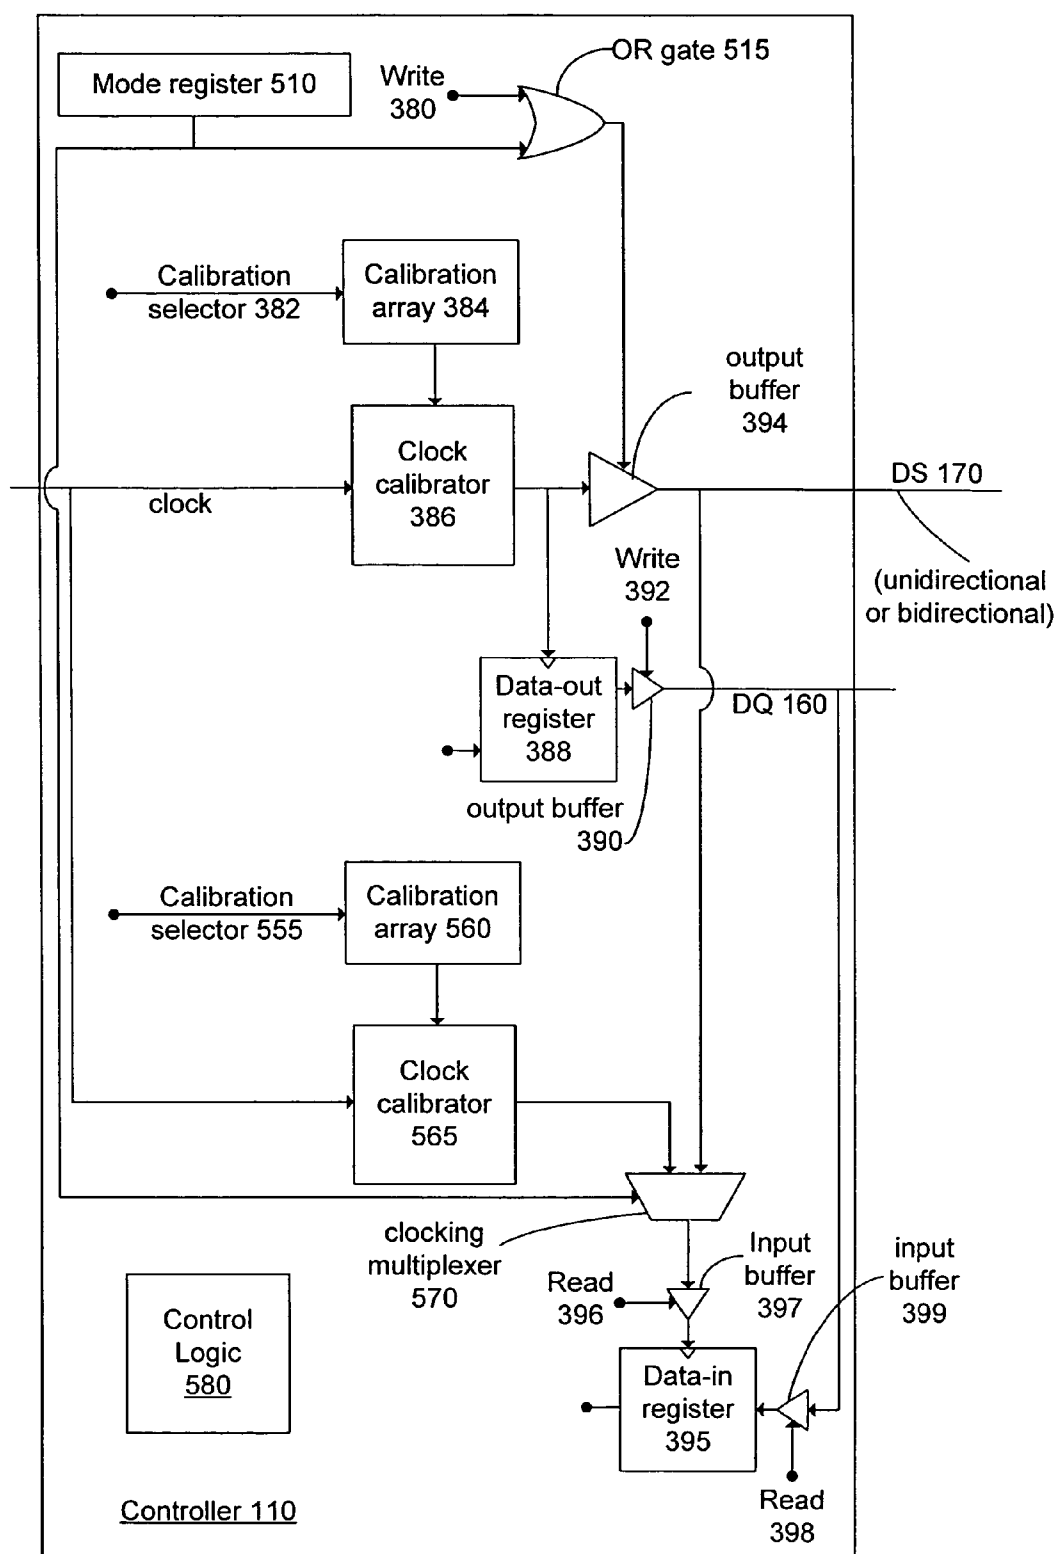 OR gate 515
Mode register 510
Write
380
Calibration
selector 382
Calibration
array 384
output
buffer
394
Clock
calibrator
386
clock
DS 170
(unidirectional
or bidirectional)
Write
392
Data-out
register
388
DQ 160
output buffer
390
Calibration
selector 555
Calibration
array 560
Clock
calibrator
565
clocking
multiplexer
570
Input
buffer
397
input
buffer
399
Read
396
Control
Logic
580
Data-in
register
395
Read
398
Controller 110